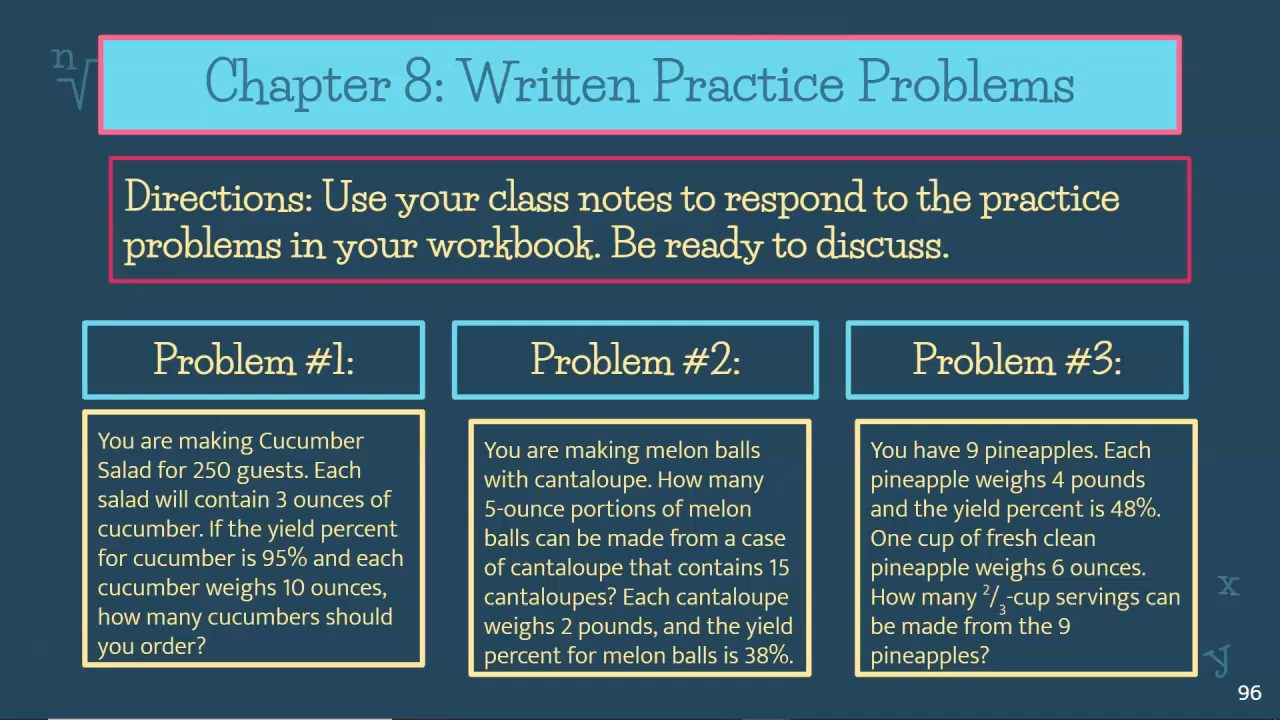 n
√
Chapter 8: Written Practice Problems
Directions: Use your class notes to respond to the practice
problems in your workbook. Be ready to discuss.
Problem #1:
You are making Cucumber
Salad for 250 guests. Each
salad will contain 3 ounces of
cucumber. If the yield percent
for cucumber is 95% and each
cucumber weighs 10 ounces,
how many cucumbers should
you order?
Problem #2:
You are making melon balls
with cantaloupe. How many
5-ounce portions of melon
balls can be made from a case
of cantaloupe that contains 15
cantaloupes? Each cantaloupe
weighs 2 pounds, and the yield
percent for melon balls is 38%.
Problem #3:
You have 9 pineapples. Each
pineapple weighs 4 pounds
and the yield percent is 48%.
One cup of fresh clean
pineapple weighs 6 ounces.
How many 2/3-cup servings can
be made from the 9
pineapples?
x
y
96